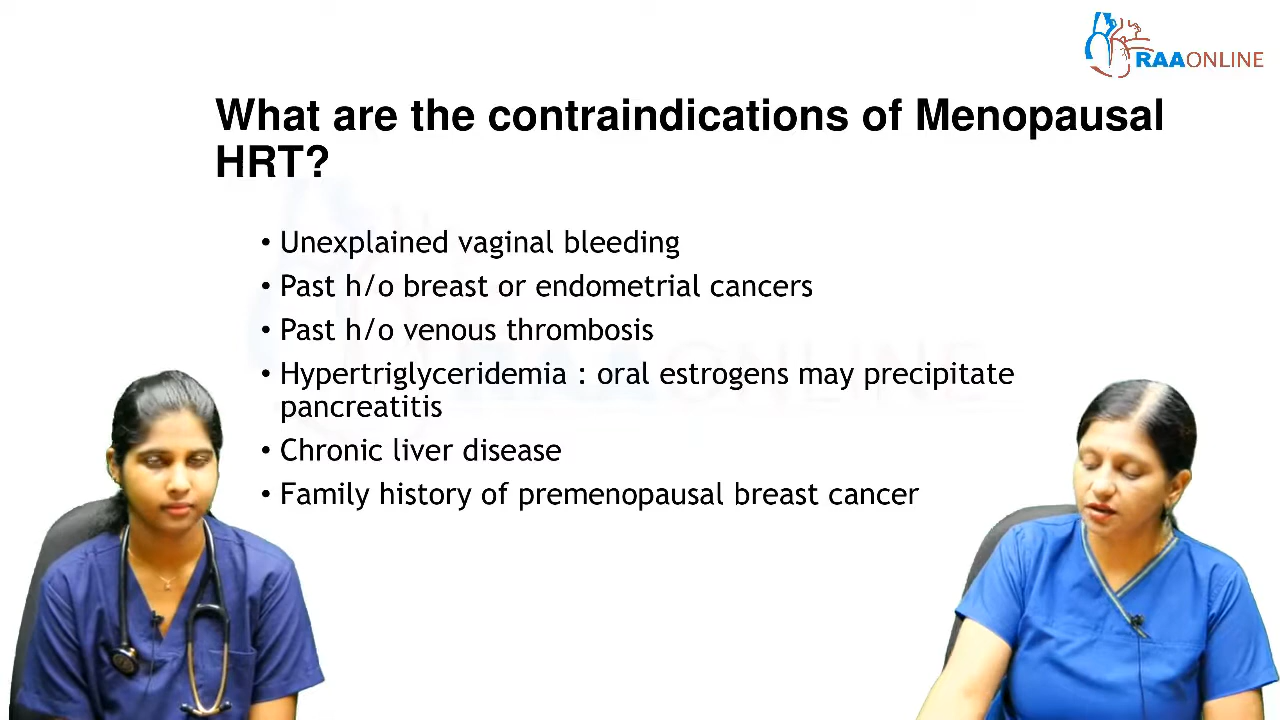 RAAONLINE
What are the contraindications of Menopausal
HRT?
• Unexplained vaginal bleeding
• Past h/o breast or endometrial cancers
• Past h/o venous thrombosis
• Hypertriglyceridemia : oral estrogens may precipitate
pancreatitis
• Chronic liver disease
• Family history of premenopausal breast cancer